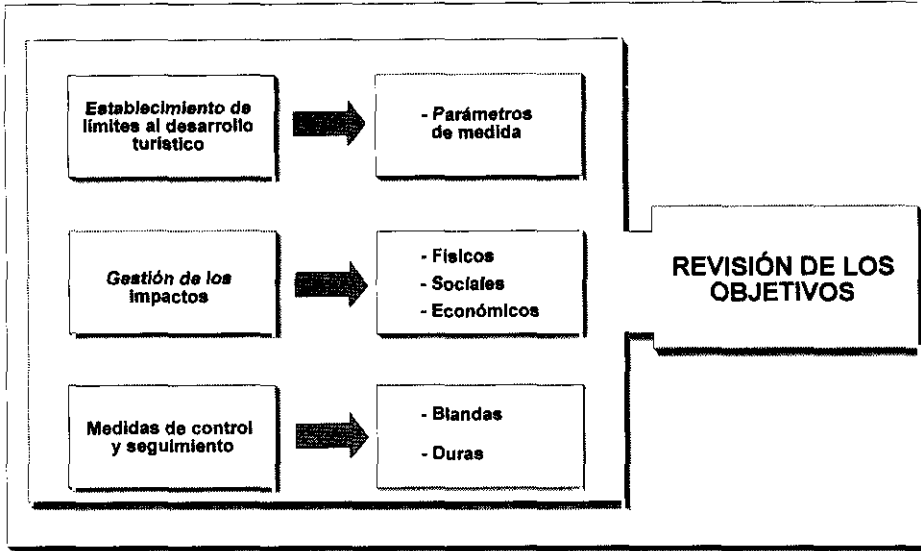 Establecimiento de
límites al desarrollo
turístico
- Parámetros
de medida
Gestión de los
impactos
- Físicos
- Sociales
- Económicos
Medidas de control
y seguimiento
- Blandas
- Duras
REVISIÓN DE LOS
OBJETIVOS